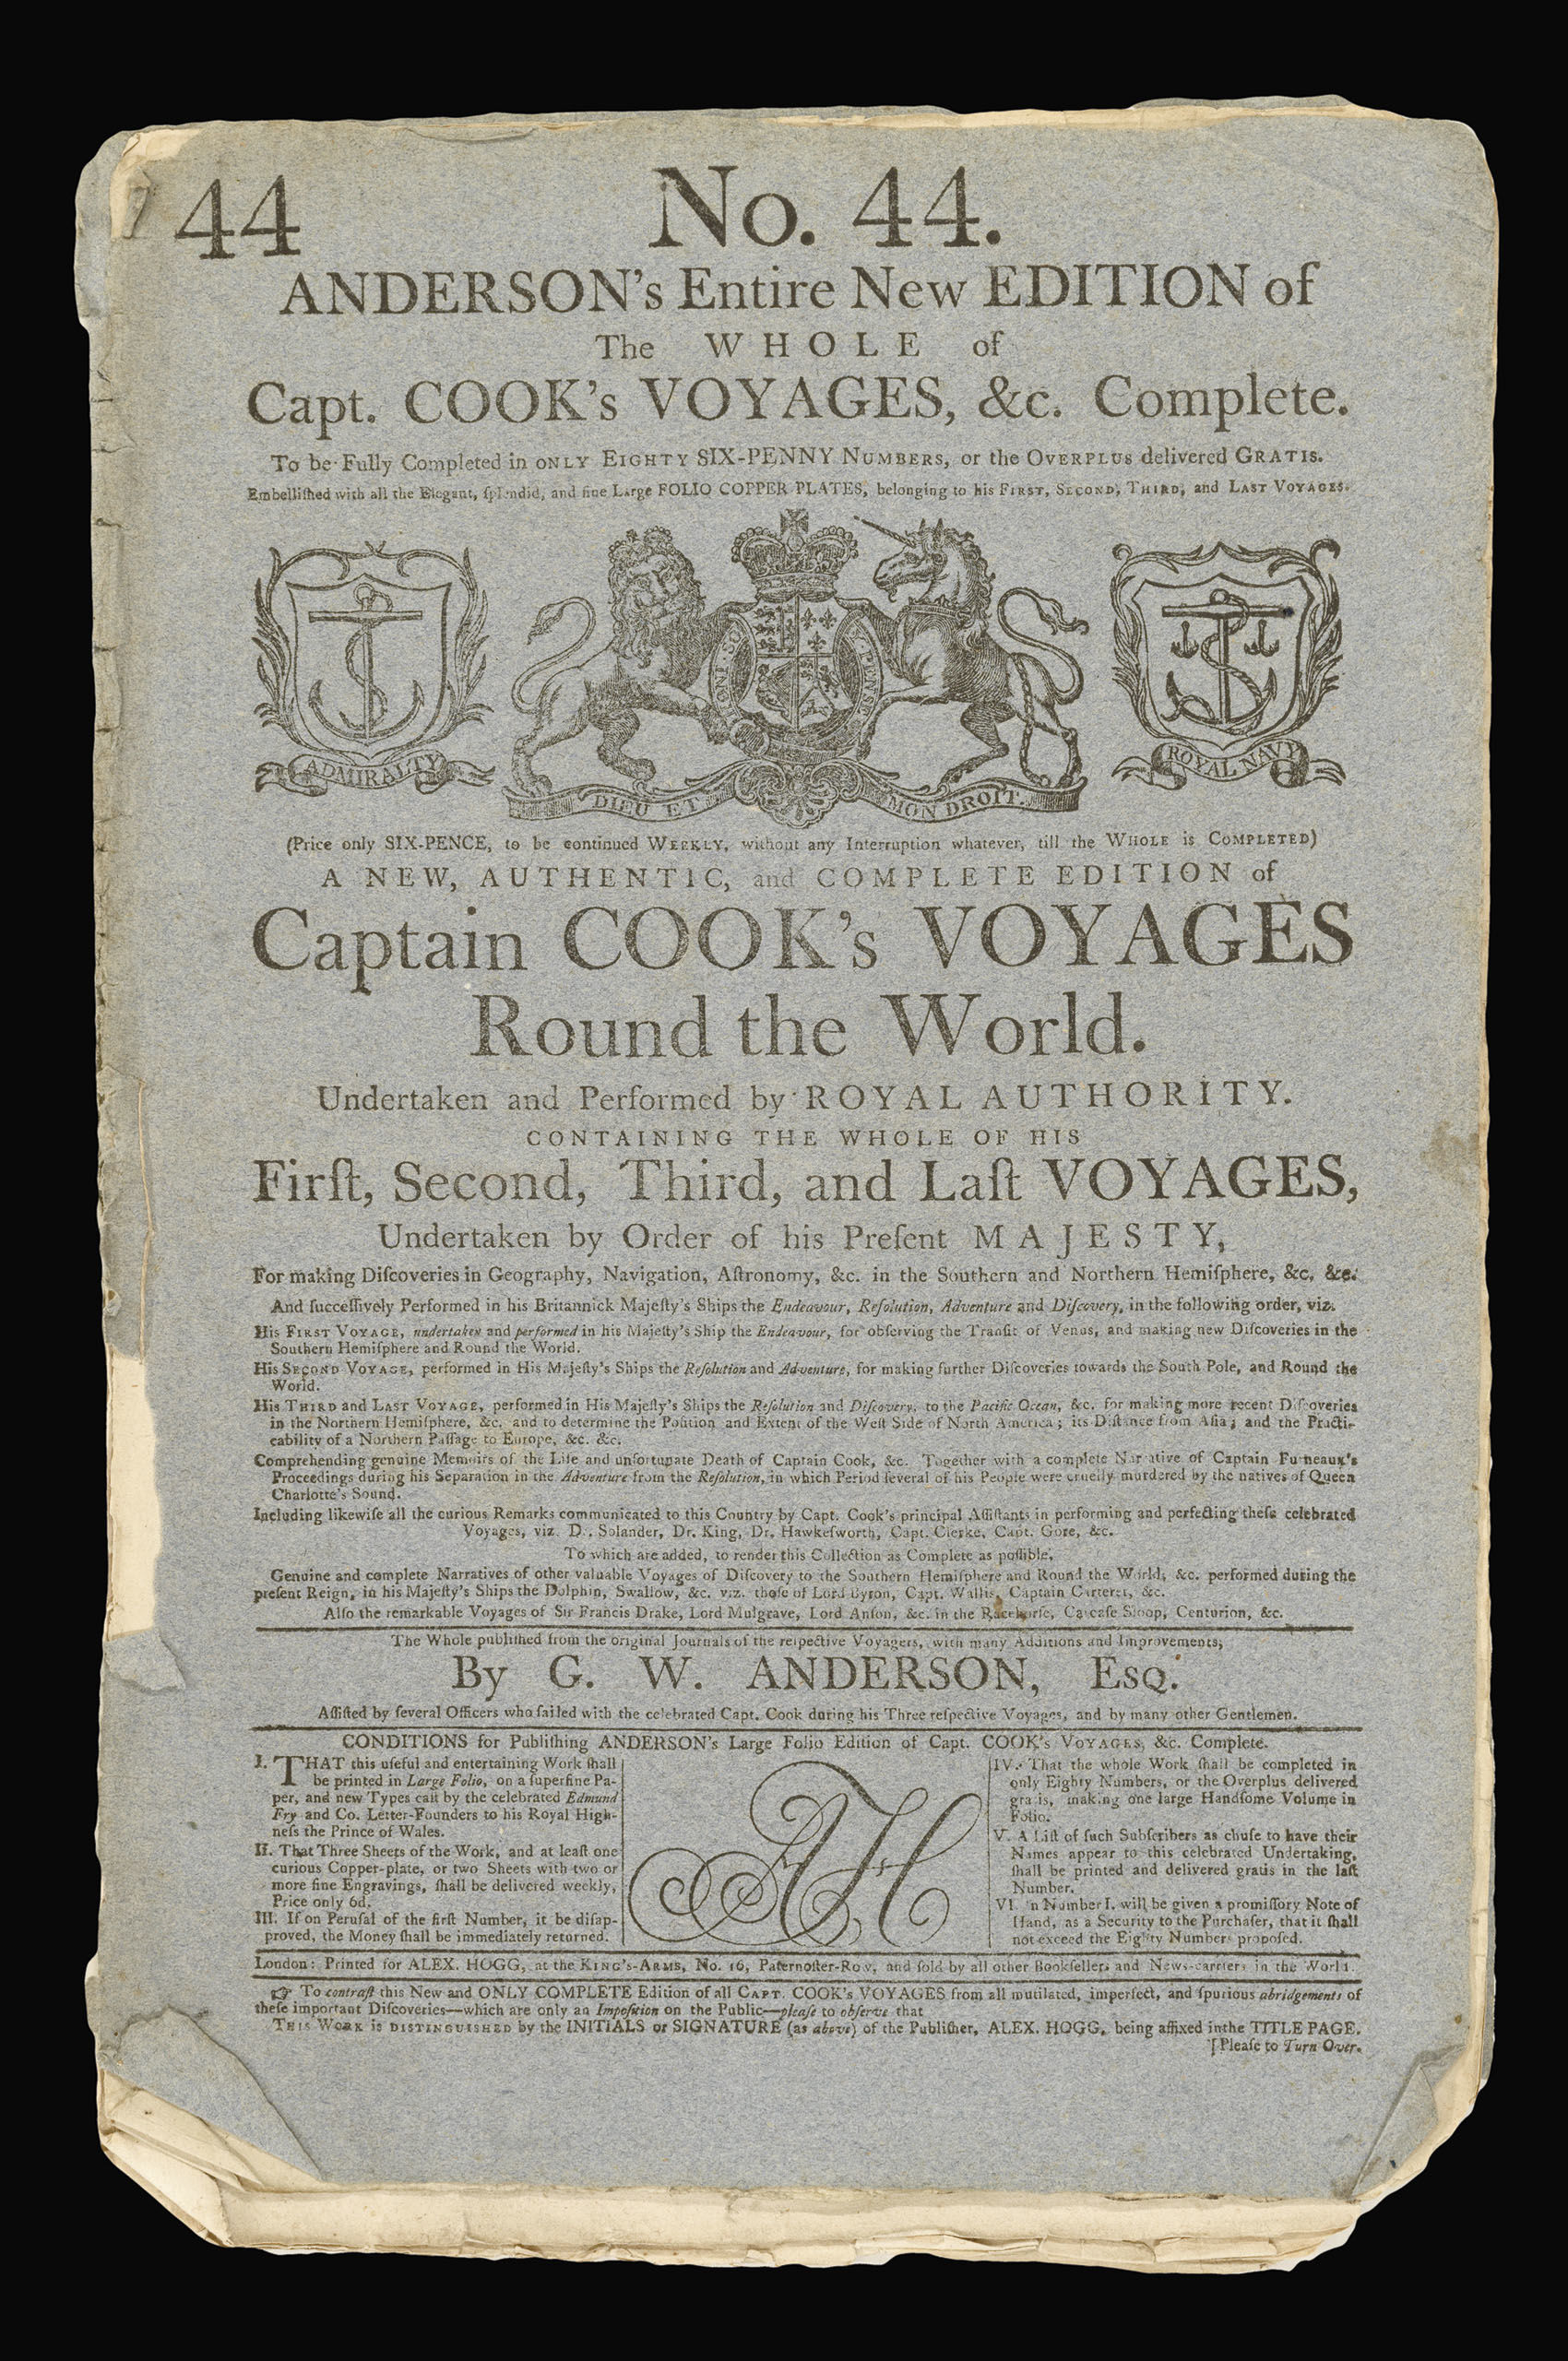 44
No. 44.
ANDERSON's Entire New EDITION of
The WHOLE of
Capt. COOK's VOYAGES, &c. Complete.
To be Fully Completed in ONLY EIGHTY SIX-PENNY NUMBERS, or the OVERPLUS delivered GRATIS.
Embelliſhed with all the Elegant, ſplendid, and fine Large FOLIO COPPER PLATES, belonging to his FIRST, SECOND, THIRD, and LAST VOYAGES.
ADMIRALTY
DIEU ET MON DROIT.
ROYAL NAVY
(Price only SIX-PENCE, to be continued WEEKLY, without any Interruption whatever, till the WHOLE is COMPLETED)
A NEW, AUTHENTIC, and COMPLETE EDITION of
Captain COOK's VOYAGES
Round the World.
Undertaken and Performed by ROYAL AUTHORITY.
CONTAINING THE WHOLE OF HIS
Firſt, Second, Third, and Laſt VOYAGES,
Undertaken by Order of his Preſent MAJESTY,
For making Diſcoveries in Geography, Navigation, Aſtronomy, &c. in the Southern and Northern Hemiſphere, &c. &c.
And ſucceſſively Performed in his Britannick Majeſty's Ships the Endeavour, Reſolution, Adventure and Diſcovery, in the following order, viz.
His FIRST VOYAGE, undertaken and performed in his Majeſty's Ship the Endeavour, for obſerving the Tranſit of Venus, and making new Diſcoveries in the
Southern Hemiſphere and Round the World.
His SECOND VOYAGE, performed in His Majeſty's Ships the Reſolution and Adventure, for making further Diſcoveries towards the South Pole, and Round the
World.
His THIRD and LAST VOYAGE, performed in His Majeſty's Ships the Reſolution and Diſcovery, to the Pacific Ocean, &c. for making more recent Diſcoveries
in the Northern Hemiſphere, &c. and to determine the Poſition and Extent of the Weſt Side of North America; its Diſtance from Aſia; and the Practi-
cability of a Northern Paſſage to Europe, &c. &c.
Comprehending genuine Memoirs of the Life and unfortunate Death of Captain Cook, &c. Together with a complete Narrative of Captain Furneaux's
Proceedings during his Separation in the Adventure from the Reſolution, in which Period ſeveral of his People were cruelly murdered by the natives of Queen
Charlotte's Sound.
Including likewiſe all the curious Remarks communicated to this Country by Capt. Cook's principal Aſſiſtants in performing and perfecting theſe celebrated
Voyages, viz. Dr. Solander, Dr. King, Dr. Hawkeſworth, Capt. Clerke, Capt. Gore, &c.
To which are added, to render this Collection as Complete as poſſible,
Genuine and complete Narratives of other valuable Voyages of Diſcovery to the Southern Hemiſphere and Round the World; &c. performed during the
preſent Reign, in his Majeſty's Ships the Dolphin, Swallow, &c. viz. thoſe of Lord Byron, Capt. Wallis, Captain Carteret, &c.
Alſo the remarkable Voyages of Sir Francis Drake, Lord Mulgrave, Lord Anſon, &c. in the Racehorſe, Carcaſe Sloop, Centurion, &c.
The Whole publiſhed from the original Journals of the reſpective Voyagers, with many Additions and Improvements;
By G. W. ANDERSON, ESQ.
Aſſiſted by ſeveral Officers who ſailed with the celebrated Capt. Cook during his Three reſpective Voyages, and by many other Gentlemen.
CONDITIONS for Publiſhing ANDERSON's Large Folio Edition of Capt. COOK's VOYAGES, &c. Complete.
I. THAT this uſeful and entertaining Work ſhall
be printed in Large Folio, on a ſuperfine Pa-
per, and new Types caſt by the celebrated Edmund
Fry and Co. Letter-Founders to his Royal High-
neſs the Prince of Wales.
II. That Three Sheets of the Work, and at leaſt one
curious Copper-plate, or two Sheets with two or
more fine Engravings, ſhall be delivered weekly,
Price only 6d.
III. If on Peruſal of the firſt Number, it be diſap-
proved, the Money ſhall be immediately returned.
AH
IV. That the whole Work ſhall be completed in
only Eighty Numbers, or the Overplus delivered
gratis, making one large Handſome Volume in
Folio.
V. A Liſt of ſuch Subſcribers as chuſe to have their
Names appear to this celebrated Undertaking,
ſhall be printed and delivered gratis in the laſt
Number.
VI. In Number I. will be given a promiſſory Note of
Hand, as a Security to the Purchaſer, that it ſhall
not exceed the Eighty Numbers propoſed.
London: Printed for ALEX. HOGG, at the KING'S-ARMS, No. 16, Paternoſter-Row, and ſold by all other Bookſellers and News-carriers in the World.
☞ To contraſt this New and ONLY COMPLETE Edition of all CAPT. COOK's VOYAGES from all mutilated, imperfect, and ſpurious abridgements of
theſe important Diſcoveries—which are only an Impoſition on the Public—pleaſe to obſerve that
THIS WORK is DISTINGUISHED by the INITIALS or SIGNATURE (as above) of the Publiſher, ALEX. HOGG, being affixed in the TITLE PAGE.
[Pleaſe to Turn Over.